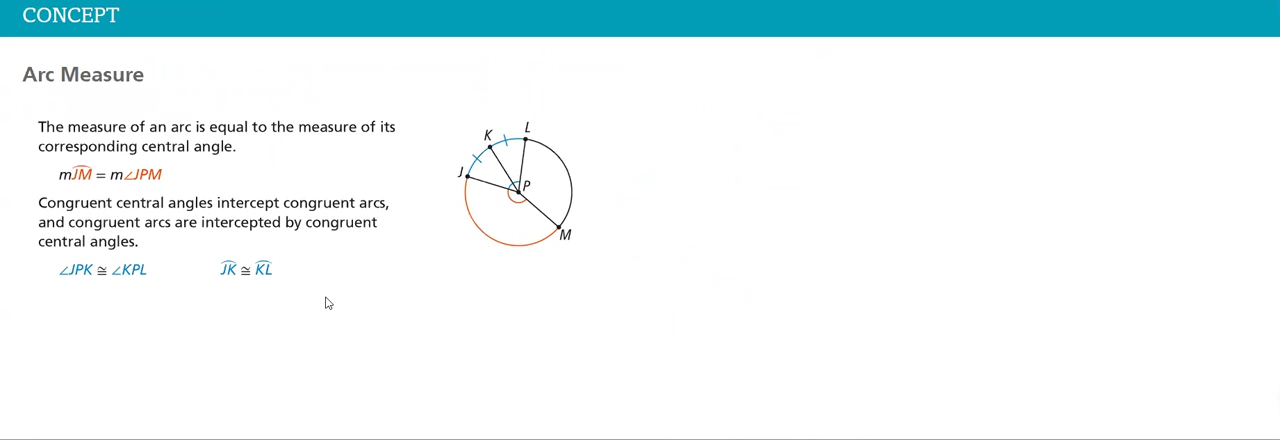 CONCEPT
Arc Measure
The measure of an arc is equal to the measure of its
corresponding central angle.
m͡JM = m∠JPM
Congruent central angles intercept congruent arcs,
and congruent arcs are intercepted by congruent
central angles.
∠JPK ≅ ∠KPL ͡JK ≅ ͡KL
K L
J
P
M